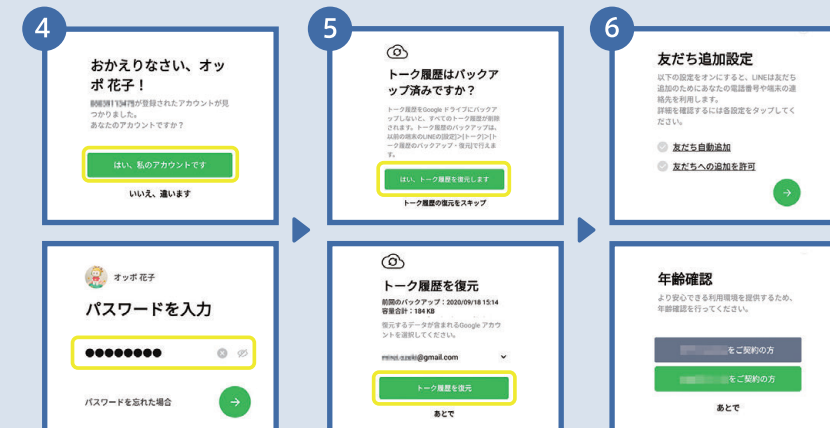 4
おかえりなさい、オッ
ポ 花子！
が登録されたアカウントが見
つかりました。
あなたのアカウントですか？
はい、私のアカウントです
いいえ、違います
オッポ 花子
パスワードを入力
●●●●●●●●
パスワードを忘れた場合
5
トーク履歴はバックア
ップ済みですか？
トーク履歴をGoogle ドライブにバックア
ップしないと、すべてのトーク履歴が削除
されます。トーク履歴のバックアップは、
以前の端末のLINEの[設定]>[トーク]>[ト
ーク履歴のバックアップ・復元]で行えま
す。
はい、トーク履歴を復元します
トーク履歴の復元をスキップ
トーク履歴を復元
前回のバックアップ：2020/09/18 15:14
容量合計：184 KB
復元するデータが含まれるGoogle アカウ
ントを選択してください。
@gmail.com
トーク履歴を復元
あとで
6
友だち追加設定
以下の設定をオンにすると、LINEは友だち
追加のためにあなたの電話番号や端末の連
絡先を利用します。
詳細を確認するには各設定をタップしてく
ださい。
友だち自動追加
友だちへの追加を許可
年齢確認
より安心できる利用環境を提供するため、
年齢確認を行ってください。
をご契約の方
をご契約の方
あとで